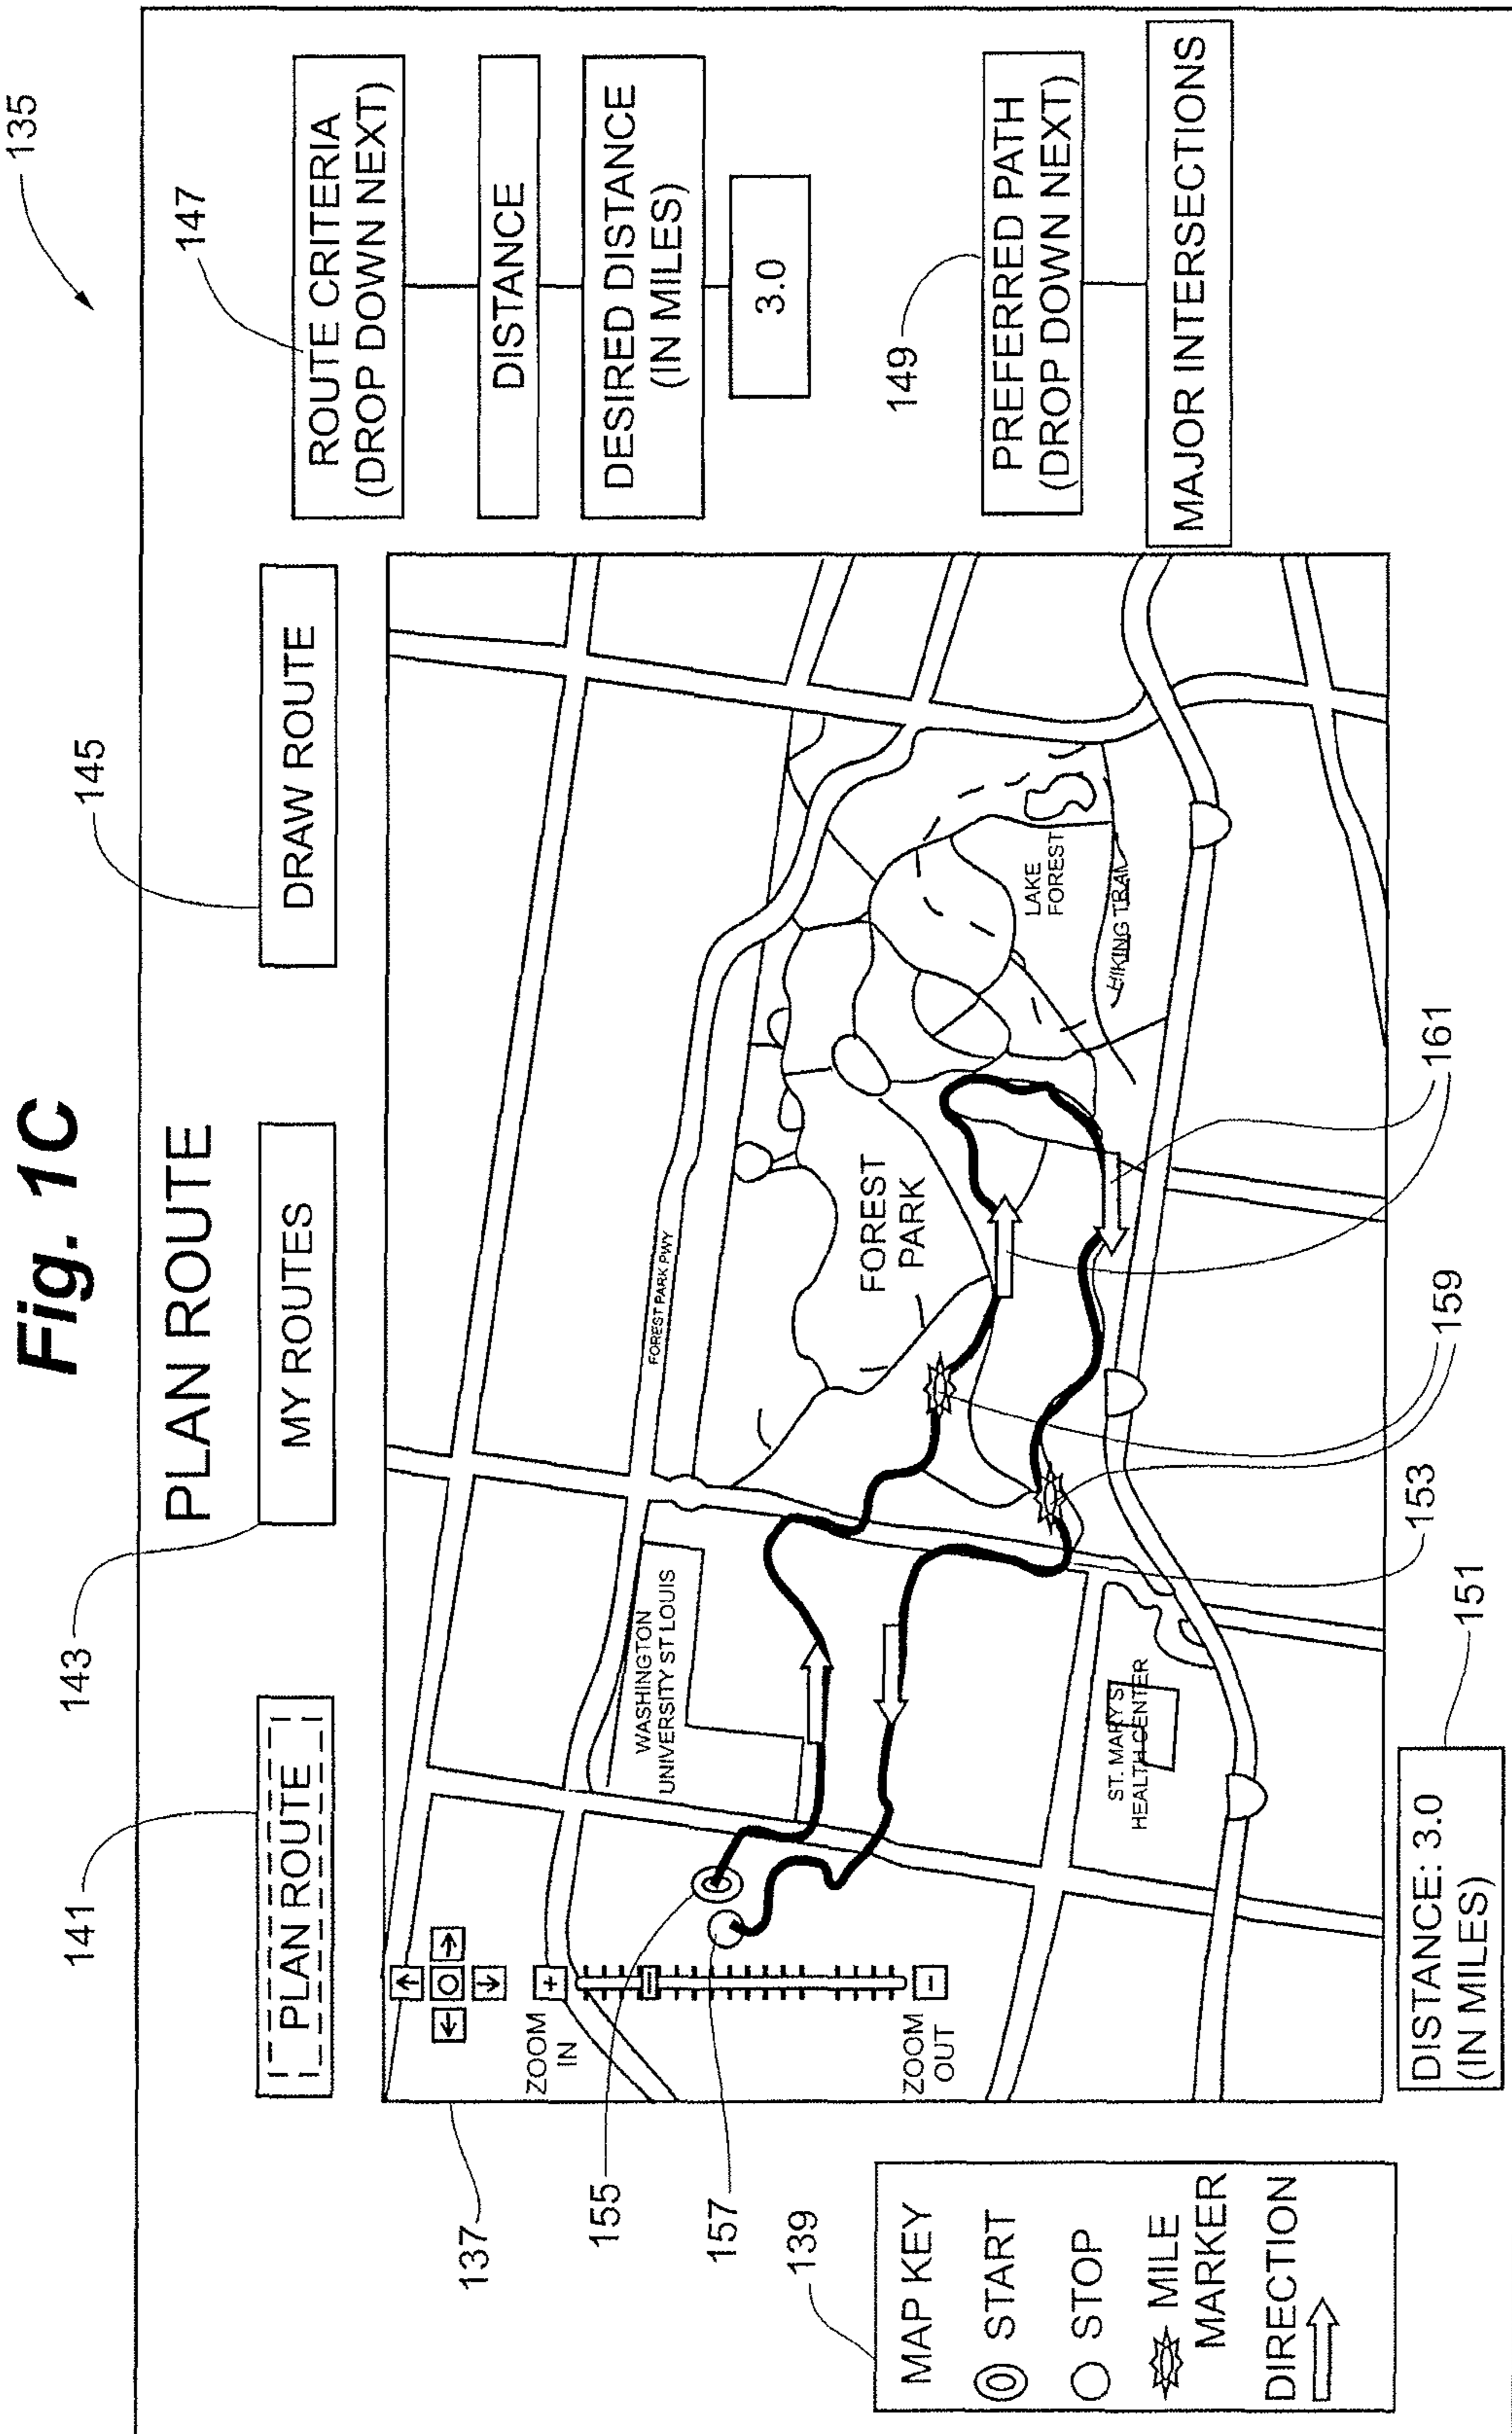 Fig. 1C
135
PLAN ROUTE
141
143
145
147
PLAN ROUTE
MY ROUTES
DRAW ROUTE
ROUTE CRITERIA
(DROP DOWN NEXT)
DISTANCE
DESIRED DISTANCE
(IN MILES)
3.0
149
PREFERRED PATH
(DROP DOWN NEXT)
MAJOR INTERSECTIONS
137
ZOOM
IN
+
ZOOM
OUT
-
155
157
WASHINGTON
UNIVERSITY ST LOUIS
FOREST PARK PWY
FOREST
PARK
LAKE
FOREST
HIKING TRAIL
ST. MARY'S
HEALTH CENTER
139
MAP KEY
START
STOP
MILE
MARKER
DIRECTION
DISTANCE: 3.0
(IN MILES)
151
153
159
161